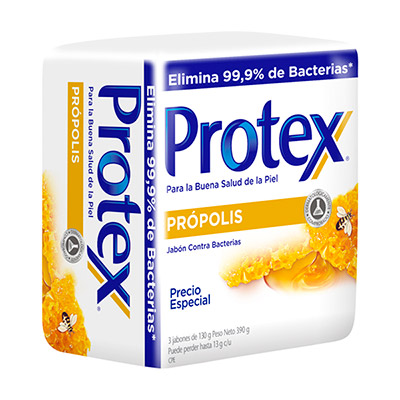 Elimina 99,9% de Bacterias*
Protex®
Para la Buena Salud de la Piel
PRÓPOLIS
Jabón Contra Bacterias
Precio
Especial
3 jabones de 130 g Peso Neto 390 g
Puede perder hasta 13 g c/u
CPE
Elimina 99,9% de Bacterias*
Protex®
Para la Buena Salud de la Piel
PRÓPOLIS